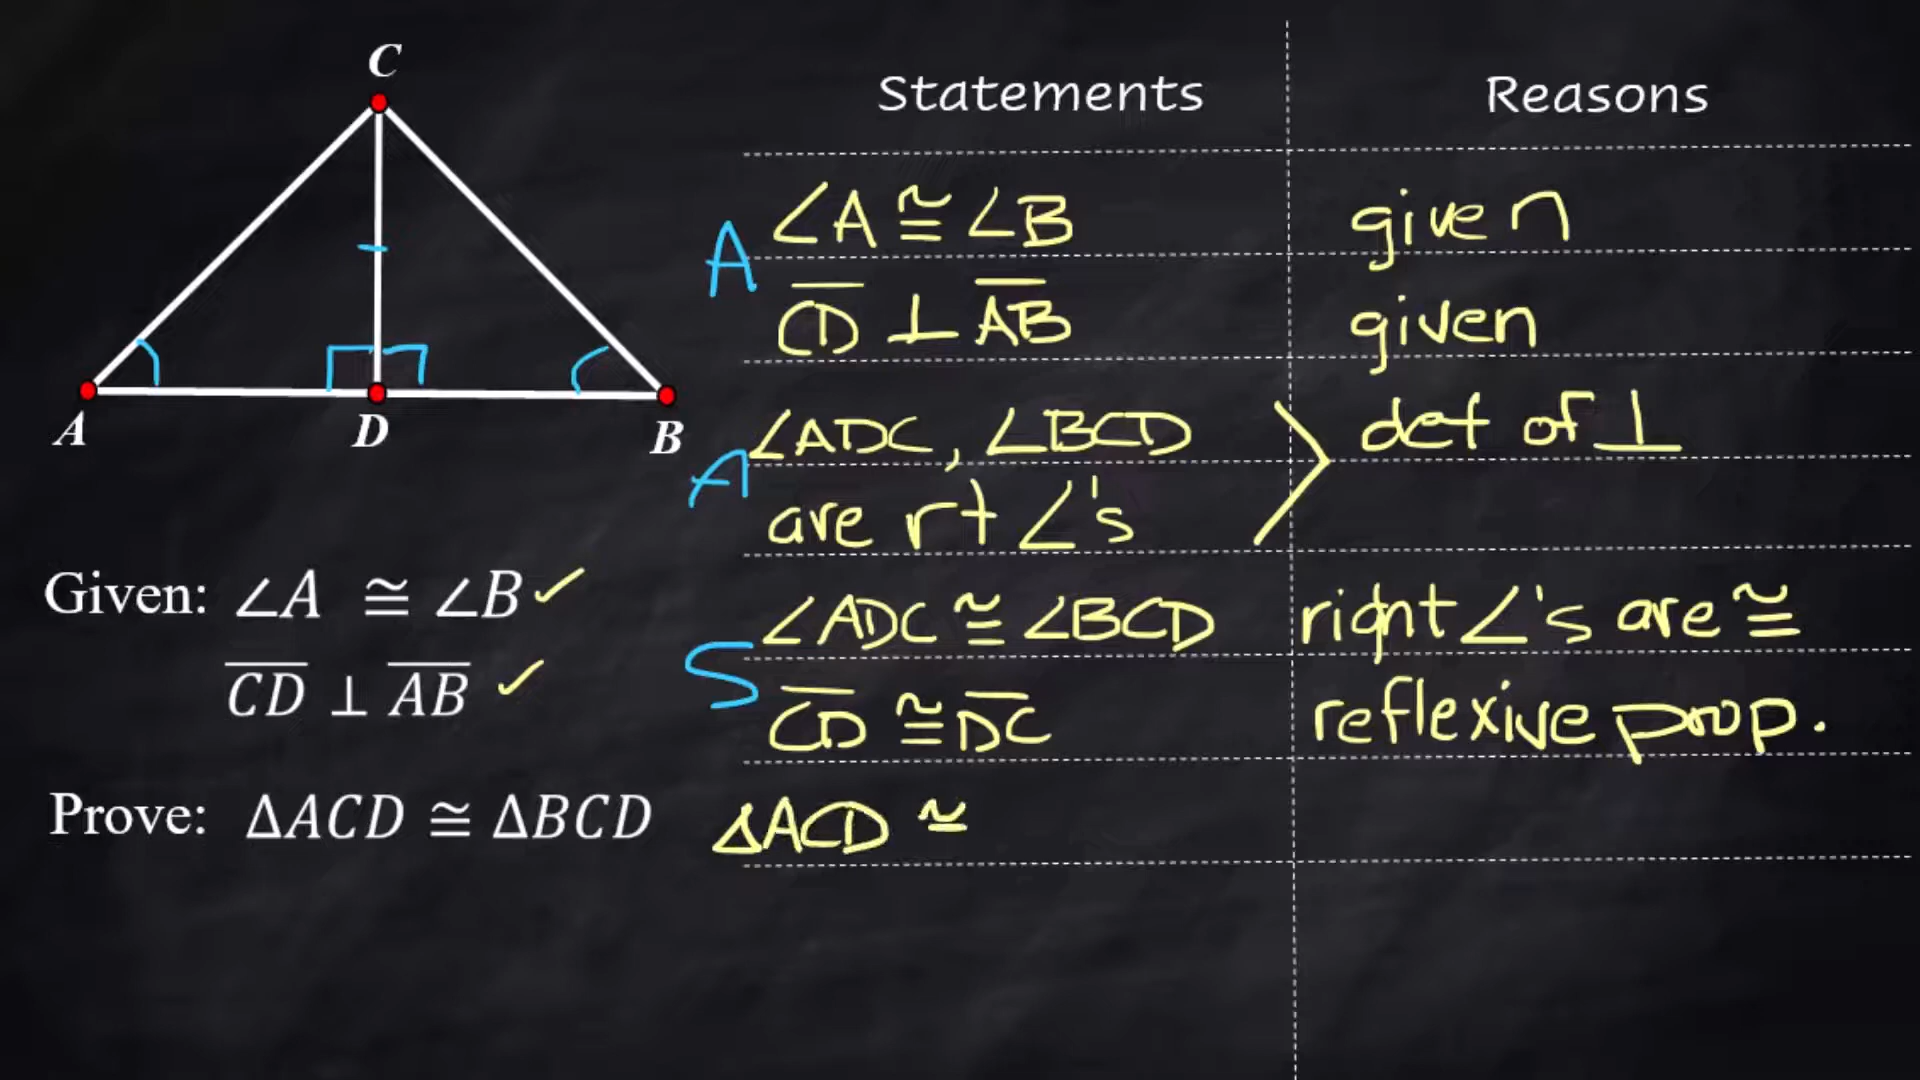 C
A
D
B
Given: ∠A ≅ ∠B ✓
CD ⊥ AB ✓
Prove: ΔACD ≅ ΔBCD
Statements Reasons
A ∠A ≅ ∠B given
CD ⊥ AB given
A ∠ADC, ∠BCD def of ⊥
are rt ∠'s
∠ADC ≅ ∠BCD right ∠'s are ≅
S CD ≅ DC reflexive prop.
ΔACD ≅